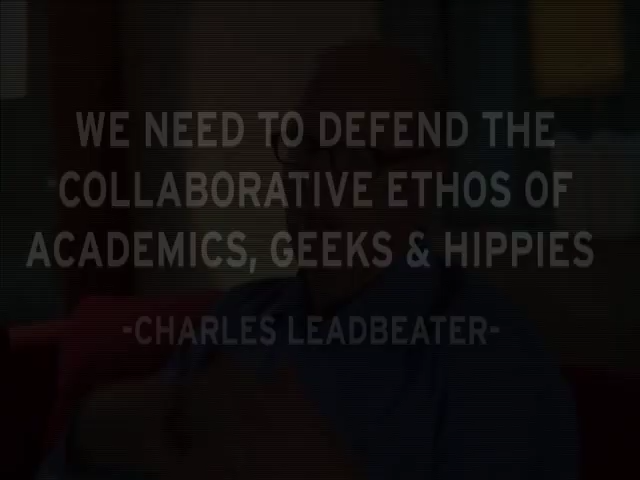 WE NEED TO DEFEND THE
COLLABORATIVE ETHOS OF
ACADEMICS, GEEKS & HIPPIES
-CHARLES LEADBEATER-